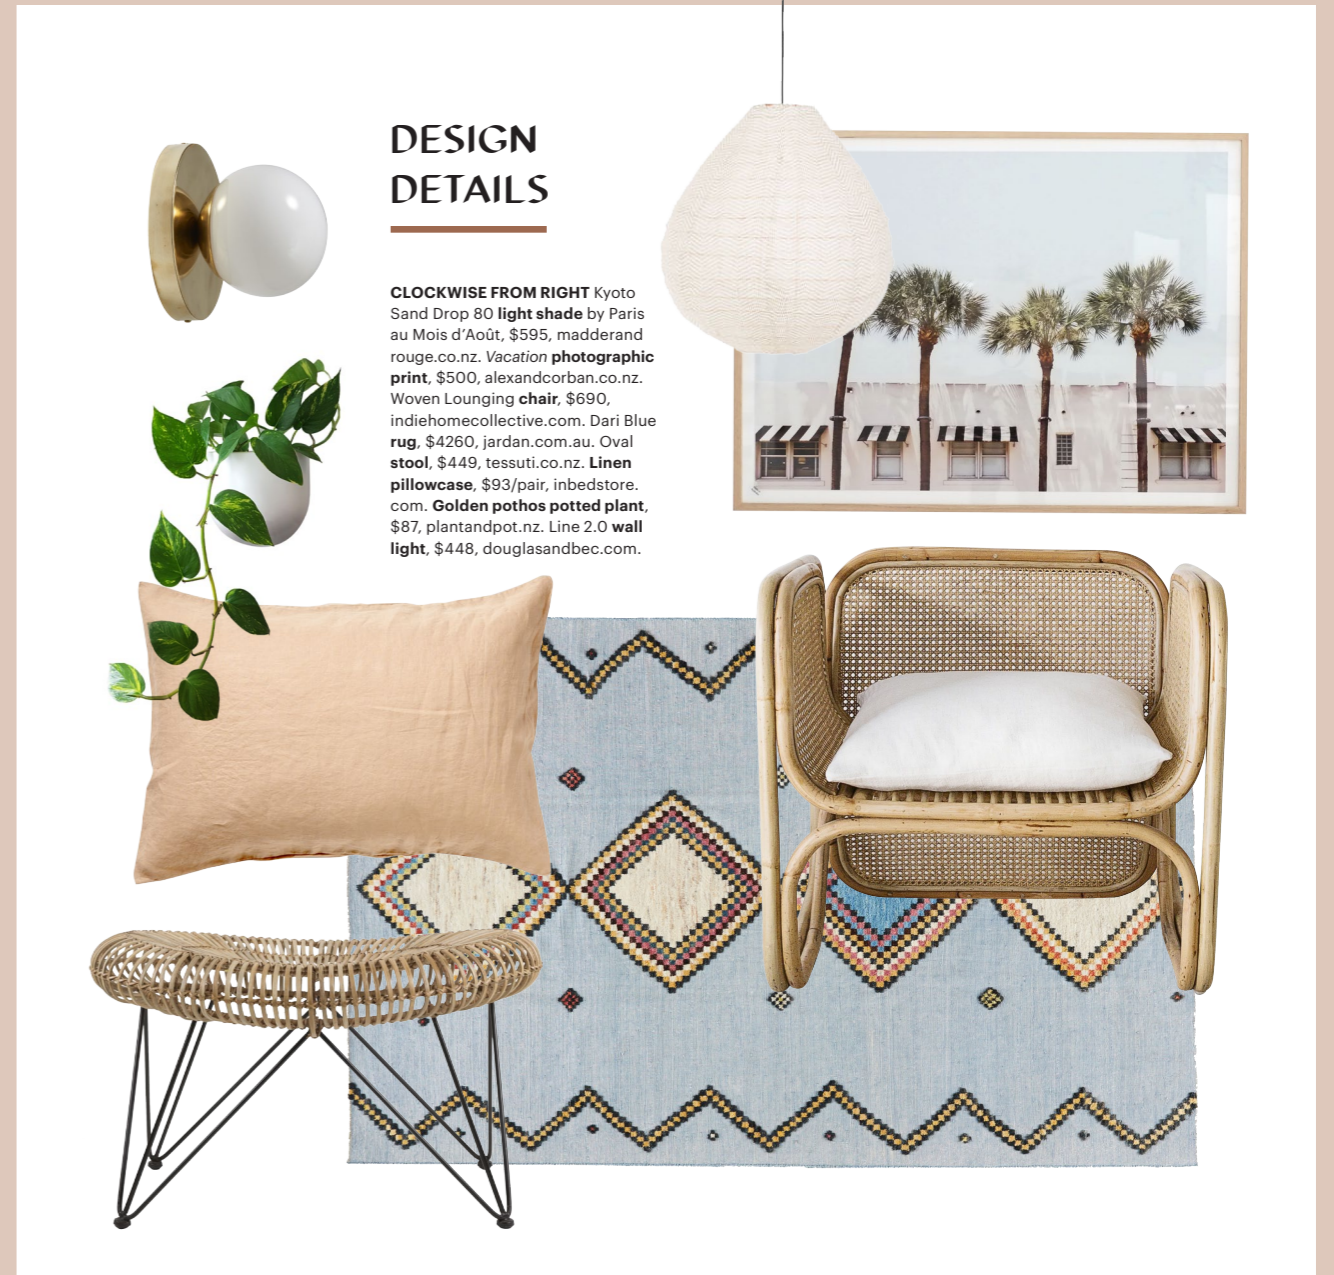 DESIGN
DETAILS
CLOCKWISE FROM RIGHT Kyoto
Sand Drop 80 light shade by Paris
au Mois d’Août, $595, madderand
rouge.co.nz. Vacation photographic
print, $500, alexandcorban.co.nz.
Woven Lounging chair, $690,
indiehomecollective.com. Dari Blue
rug, $4260, jardan.com.au. Oval
stool, $449, tessuti.co.nz. Linen
pillowcase, $93/pair, inbedstore.
com. Golden pothos potted plant,
$87, plantandpot.nz. Line 2.0 wall
light, $448, douglasandbec.com.